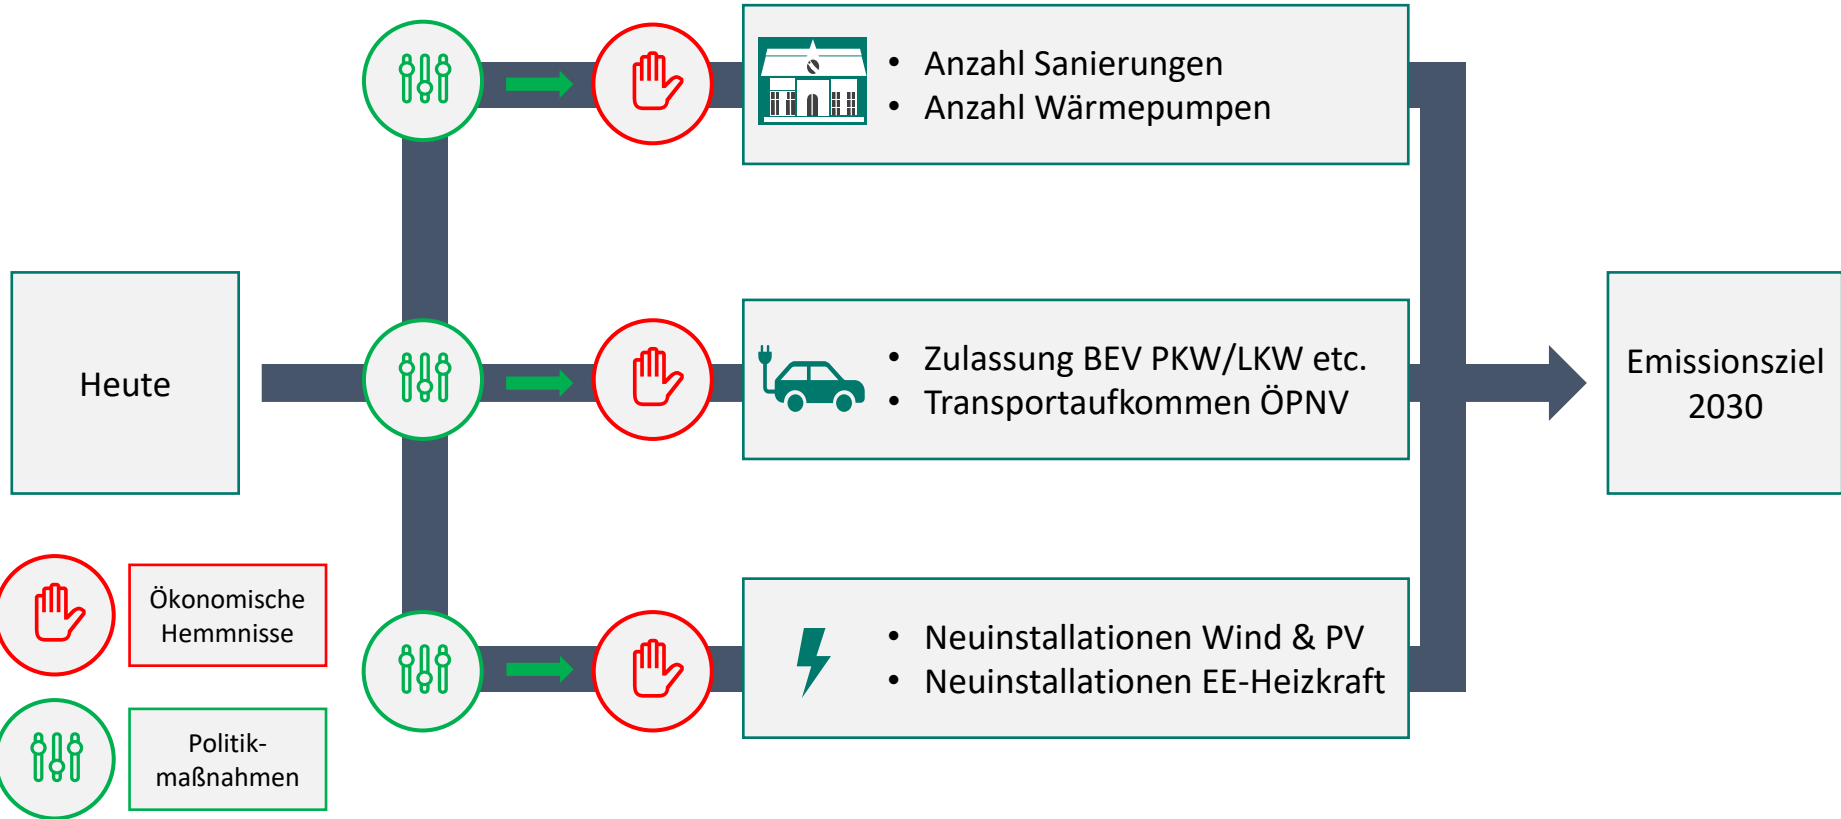 • Anzahl Sanierungen
• Anzahl Wärmepumpen
Heute
• Zulassung BEV PKW/LKW etc.
• Transportaufkommen ÖPNV
Emissionsziel
2030
Ökonomische
Hemmnisse
• Neuinstallationen Wind & PV
• Neuinstallationen EE-Heizkraft
Politik-
maßnahmen